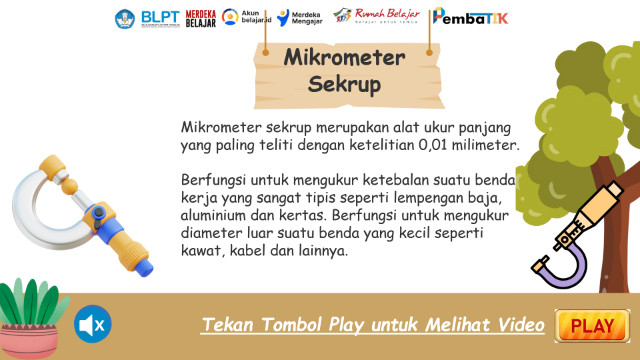 BLPT
MERDEKA
BELAJAR
Akun
belajar.id
Merdeka
Mengajar
Rumah Belajar
PembaTIK
Mikrometer
Sekrup
Mikrometer sekrup merupakan alat ukur panjang
yang paling teliti dengan ketelitian 0,01 milimeter.
Berfungsi untuk mengukur ketebalan suatu benda
kerja yang sangat tipis seperti lempengan baja,
aluminium dan kertas. Berfungsi untuk mengukur
diameter luar suatu benda yang kecil seperti
kawat, kabel dan lainnya.
Tekan Tombol Play untuk Melihat Video
PLAY